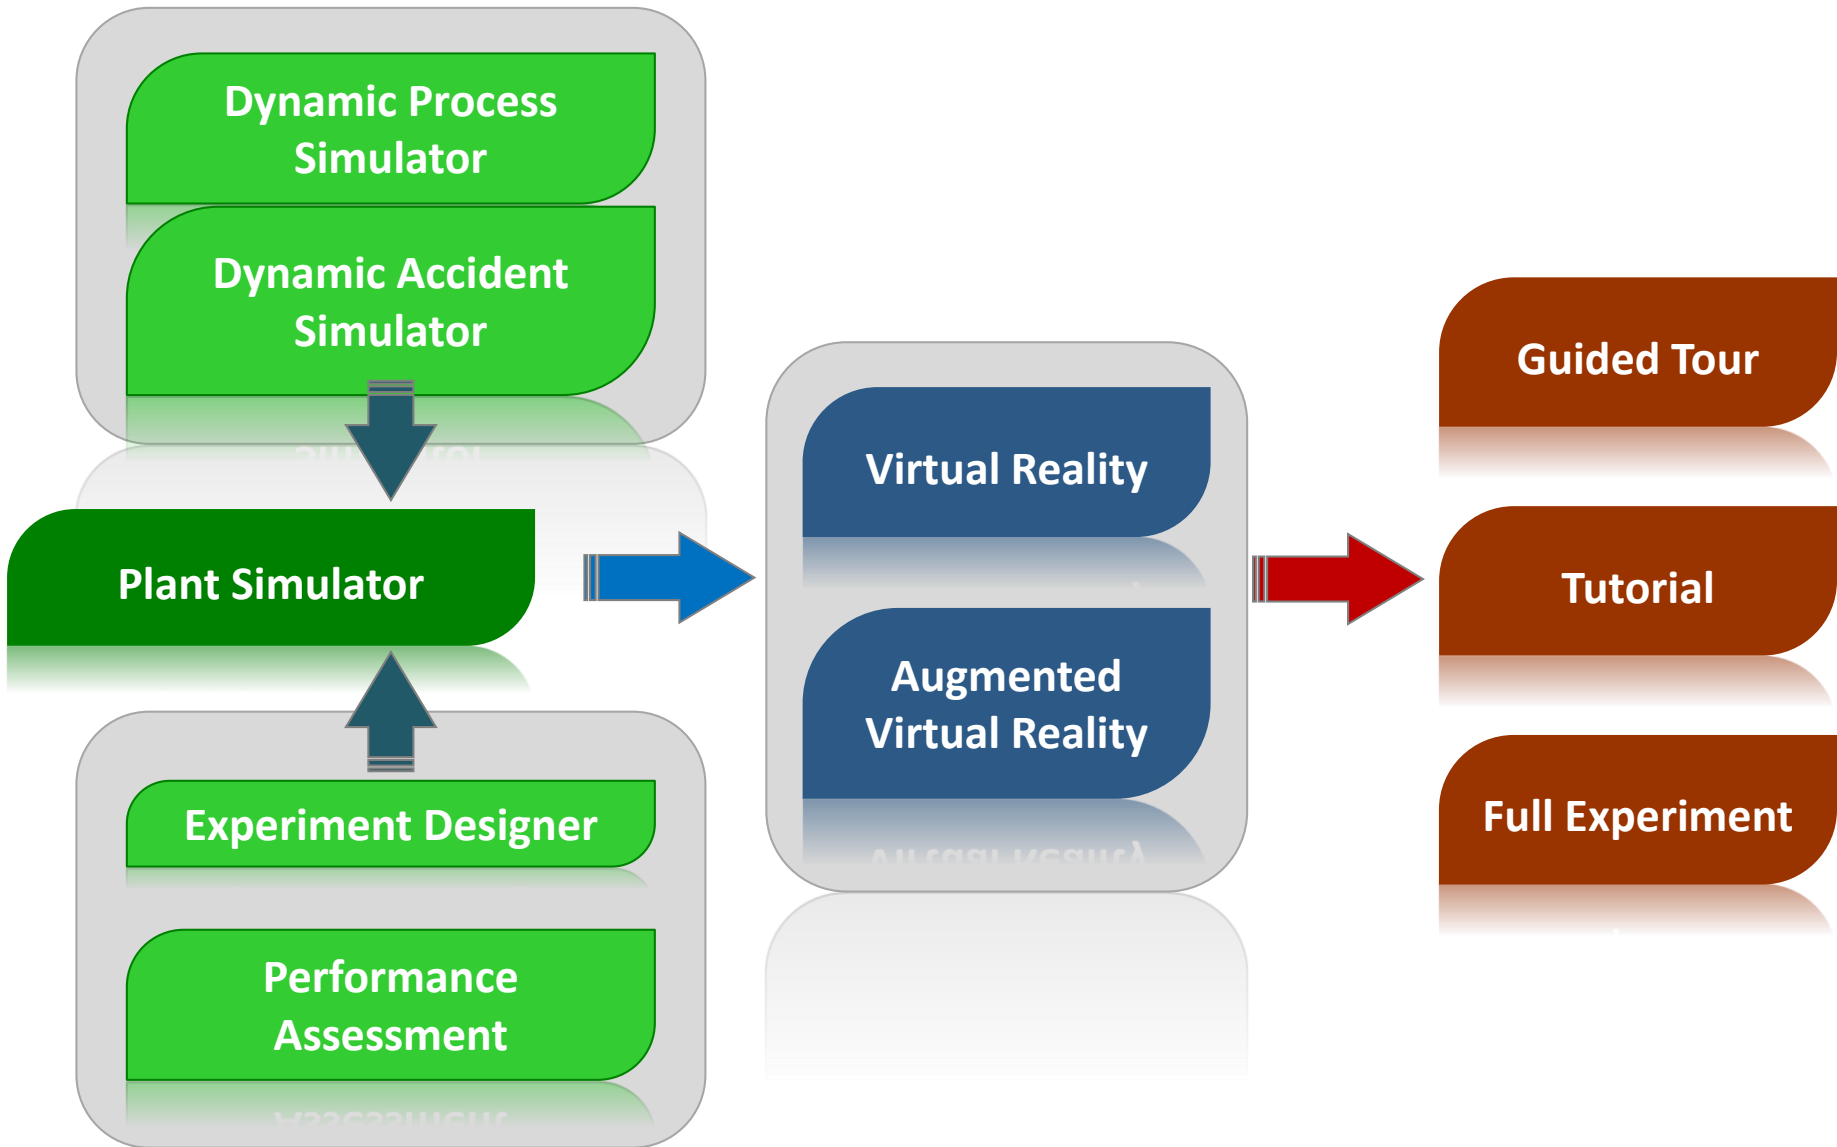 Dynamic Process
Simulator
Dynamic Accident
Simulator
Plant Simulator
Experiment Designer
Performance
Assessment
Virtual Reality
Augmented
Virtual Reality
Guided Tour
Tutorial
Full Experiment